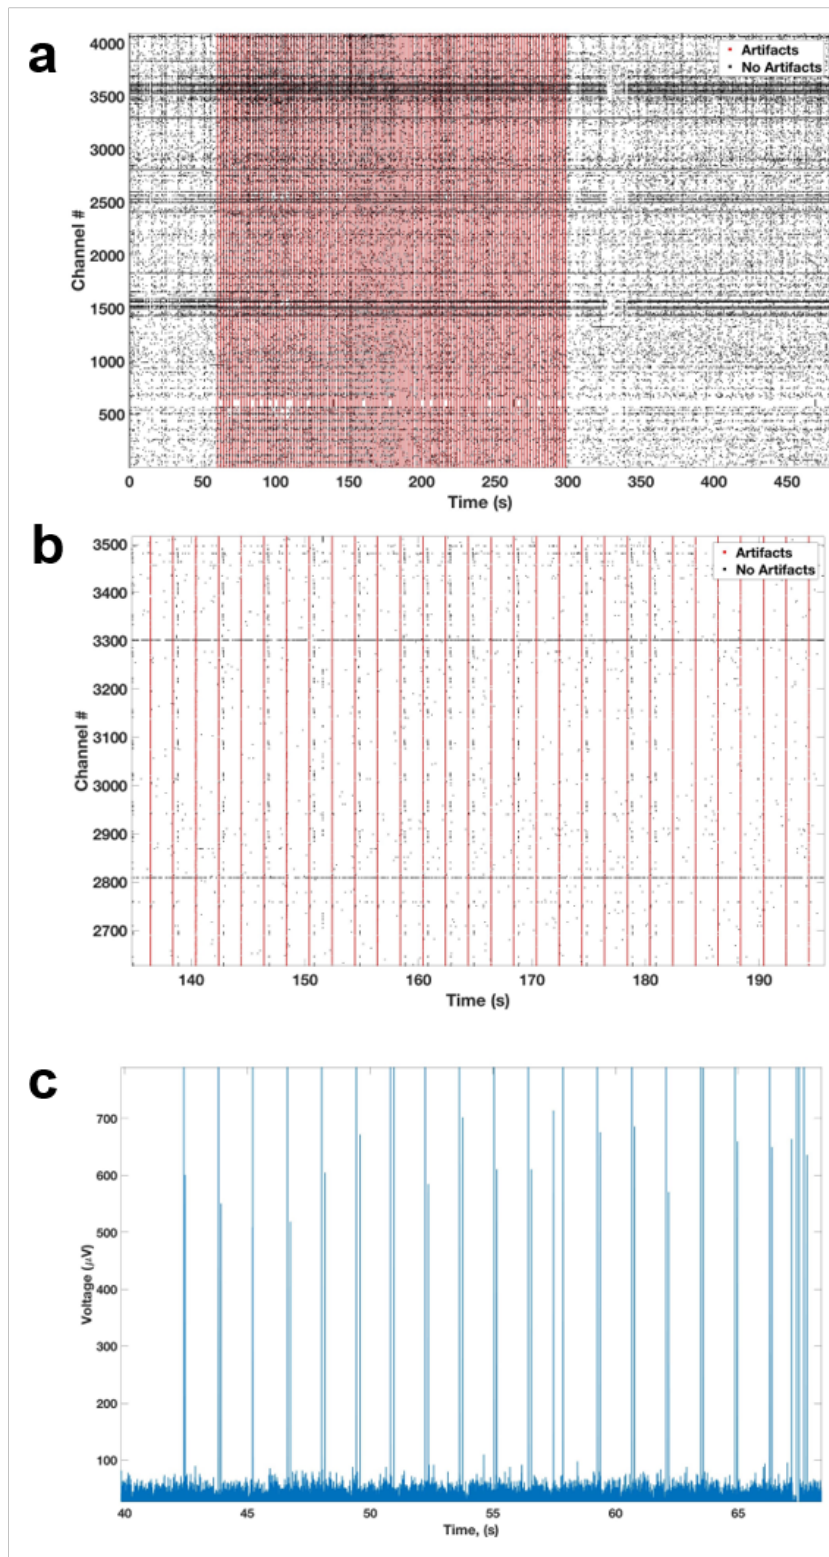 a
Artifacts
No Artifacts
4000
3500
3000
2500
2000
1500
1000
500
Channel #
0 50 100 150 200 250 300 350 400 450
Time (s)
b
Artifacts
No Artifacts
3500
3400
3300
3200
3100
3000
2900
2800
2700
Channel #
140 150 160 170 180 190
Time (s)
c
700
600
500
400
300
200
100
Voltage (μV)
40 45 50 55 60 65
Time, (s)